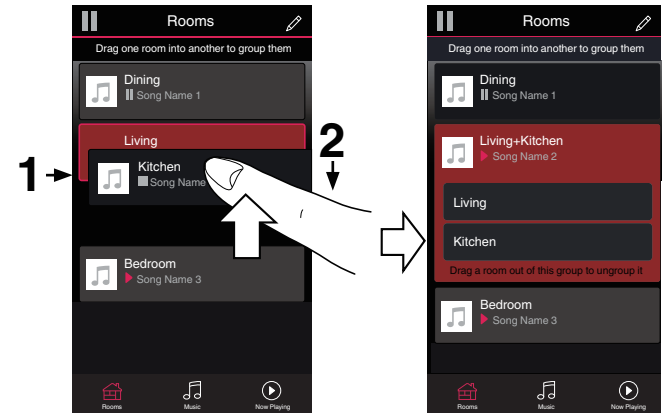 Rooms
Drag one room into another to group them
Dining
Song Name 1
Living
Kitchen
Song Name
Bedroom
Song Name 3
Rooms
Music
Now Playing
1
2
Rooms
Drag one room into another to group them
Dining
Song Name 1
Living+Kitchen
Song Name 2
Living
Kitchen
Drag a room out of this group to ungroup it
Bedroom
Song Name 3
Rooms
Music
Now Playing